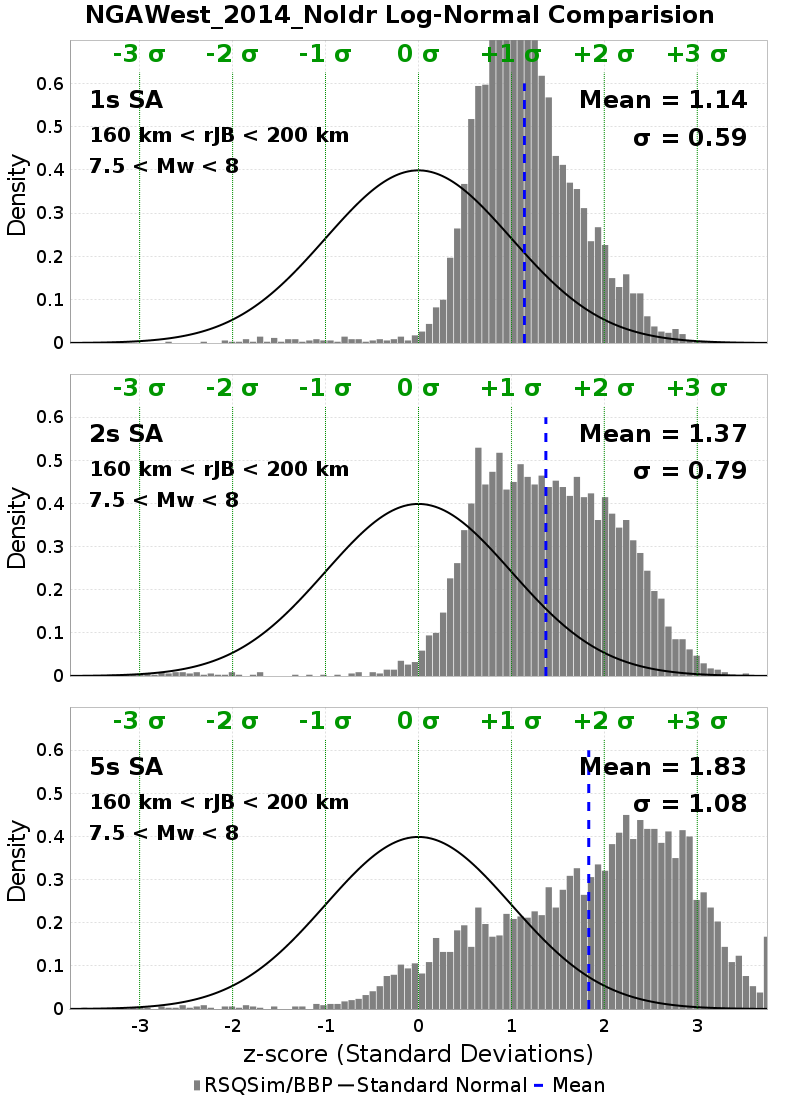 NGAWest_2014_NoIdr Log-Normal Comparision
-3 σ -2 σ -1 σ 0 σ +1 σ +2 σ +3 σ
1s SA
160 km < rJB < 200 km
7.5 < Mw < 8
Mean = 1.14
σ = 0.59
Density
0.6
0.5
0.4
0.3
0.2
0.1
0
-3 σ -2 σ -1 σ 0 σ +1 σ +2 σ +3 σ
2s SA
160 km < rJB < 200 km
7.5 < Mw < 8
Mean = 1.37
σ = 0.79
Density
0.6
0.5
0.4
0.3
0.2
0.1
0
-3 σ -2 σ -1 σ 0 σ +1 σ +2 σ +3 σ
5s SA
160 km < rJB < 200 km
7.5 < Mw < 8
Mean = 1.83
σ = 1.08
Density
0.6
0.5
0.4
0.3
0.2
0.1
0
-3 -2 -1 0 1 2 3
z-score (Standard Deviations)
RSQSim/BBP Standard Normal Mean